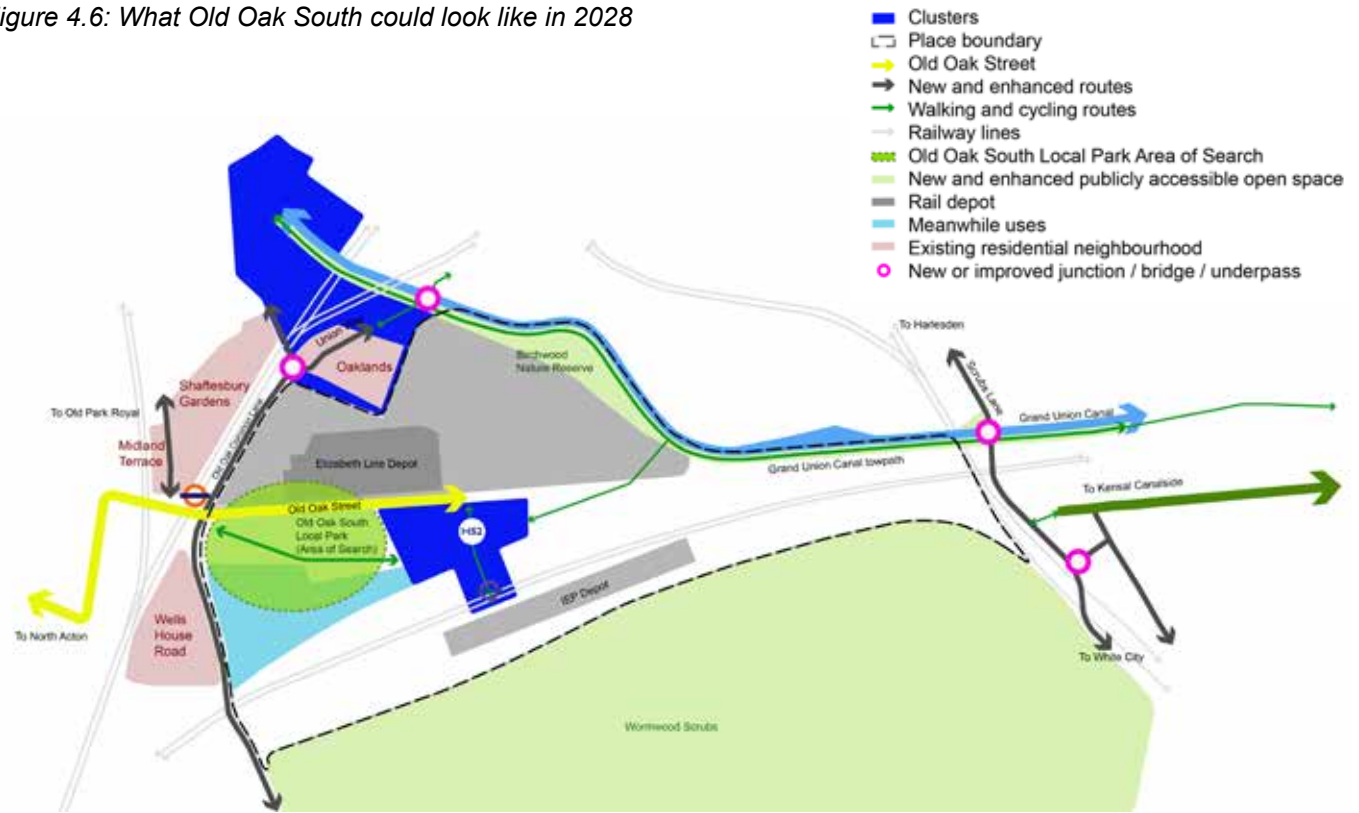 igure 4.6: What Old Oak South could look like in 2028
Clusters
Place boundary
Old Oak Street
New and enhanced routes
Walking and cycling routes
Railway lines
Old Oak South Local Park Area of Search
New and enhanced publicly accessible open space
Rail depot
Meanwhile uses
Existing residential neighbourhood
New or improved junction / bridge / underpass
To Harlesden
Union
Birchwood
Nature Reserve
Oaklands
Scrubs Lane
Shaftesbury
Gardens
To Old Park Royal
Old Oak Common Lane
Grand Union Canal
Midland
Terrace
Elizabeth Line Depot
Grand Union Canal towpath
To Kensal Canalside
Old Oak Street
Old Oak South
Local Park
(Area of Search)
HS2
IEP Depot
Wells
House
Road
To North Acton
To White City
Wormwood Scrubs